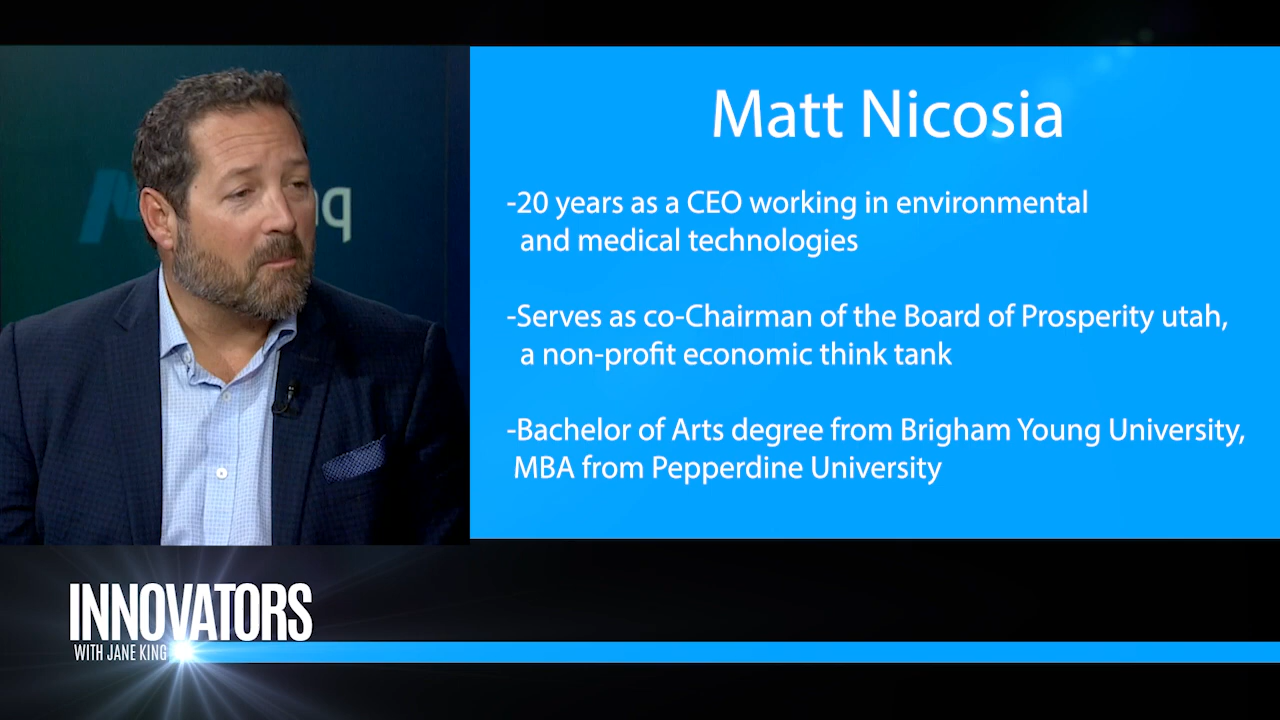 Matt Nicosia
-20 years as a CEO working in environmental
and medical technologies
-Serves as co-Chairman of the Board of Prosperity utah,
a non-profit economic think tank
-Bachelor of Arts degree from Brigham Young University,
MBA from Pepperdine University
INNOVATORS
WITH JANE KING